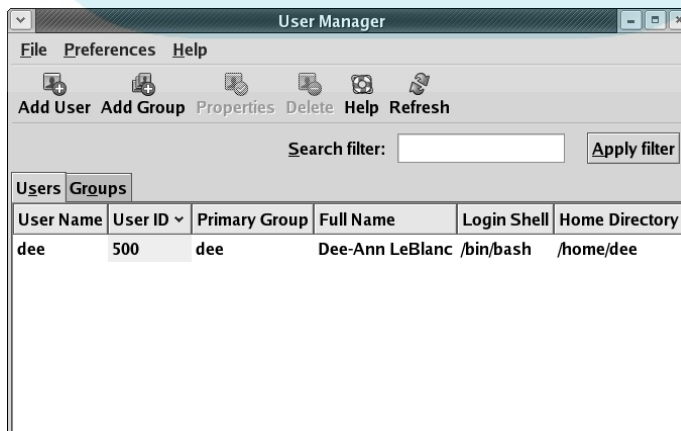 User Manager
File Preferences Help
Add User Add Group Properties Delete Help Refresh
Search filter: Apply filter
Users Groups
User Name User ID Primary Group Full Name Login Shell Home Directory
dee 500 dee Dee-Ann LeBlanc /bin/bash /home/dee